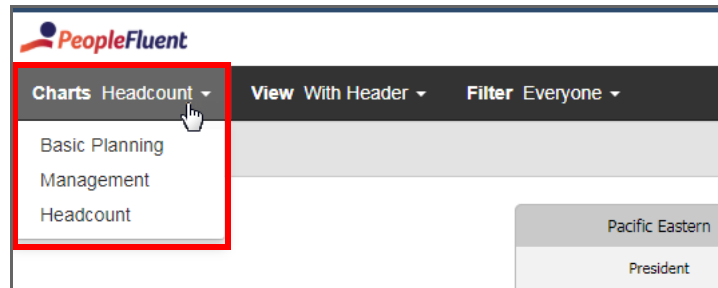 PeopleFluent
Charts Headcount View With Header Filter Everyone
Basic Planning
Management
Headcount
Pacific Eastern
President